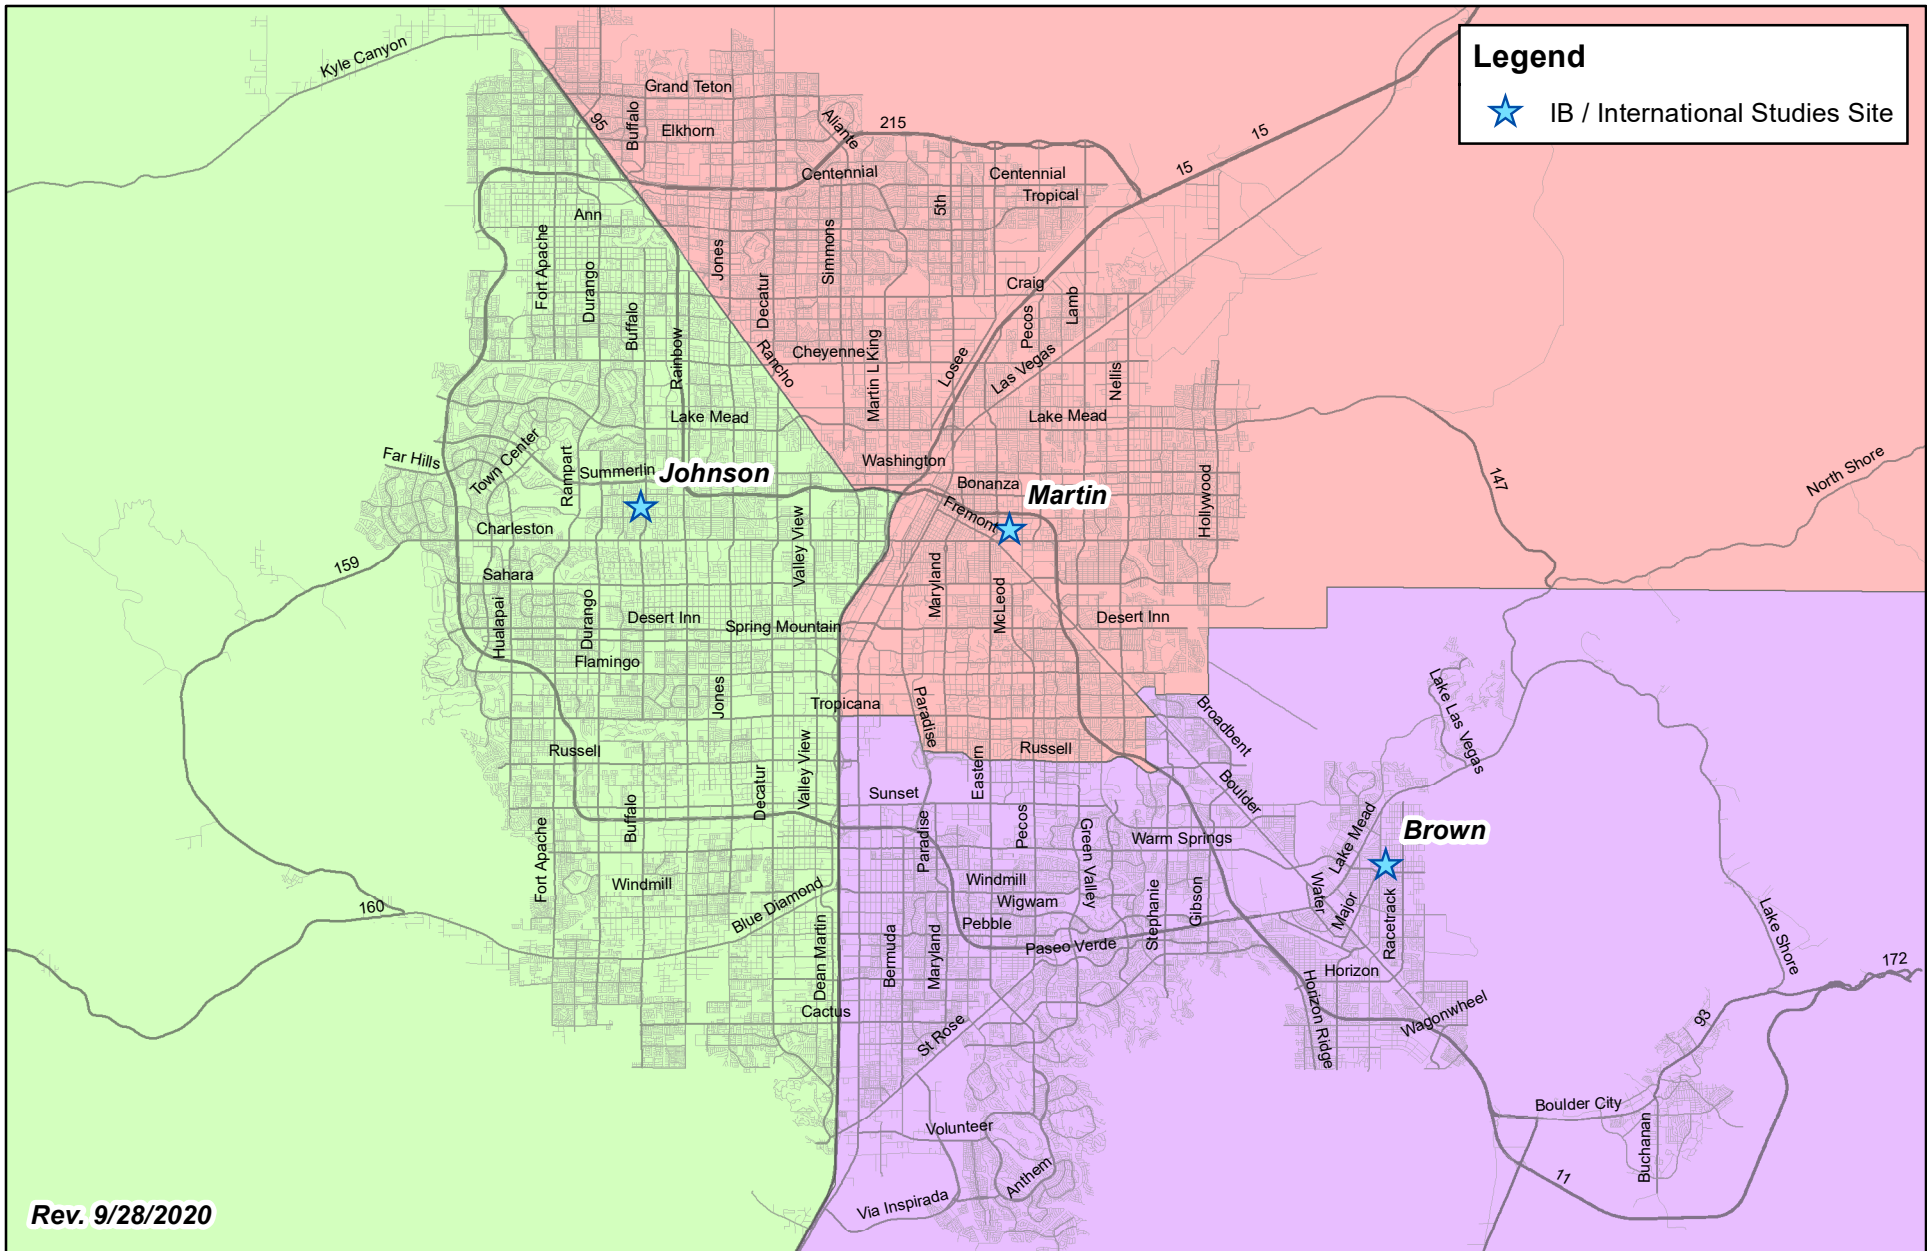 Legend
IB / International Studies Site
Kyle Canyon
Grand Teton
95
Buffalo
Elkhorn
Aliante
215
15
15
Centennial
Centennial
Tropical
Ann
5th
Fort Apache
Durango
Buffalo
Jones
Decatur
Simmons
Craig
Lamb
Pecos
Rainbow
Rancho
Cheyenne
Martin L King
Losee
Las Vegas
Nellis
Lake Mead
Lake Mead
Far Hills
Town Center
Rampart
Summerlin
Johnson
Washington
Bonanza
Martin
Fremont
Hollywood
147
North Shore
Charleston
Valley View
159
Sahara
Hualapai
Durango
Desert Inn
Spring Mountain
Maryland
McLeod
Desert Inn
Flamingo
Jones
Tropicana
Paradise
Broadbent
Lake Las Vegas
Russell
Valley View
Eastern
Russell
Decatur
Sunset
Boulder
Buffalo
Fort Apache
Paradise
Pecos
Green Valley
Warm Springs
Lake Mead
Brown
Windmill
Windmill
Wigwam
Stephanie
Gibson
Water
Major
Racetrack
160
Blue Diamond
Pebble
Paseo Verde
Dean Martin
Bermuda
Maryland
Horizon
Horizon Ridge
Lake Shore
172
Cactus
St Rose
Wagonwheel
93
Boulder City
Buchanan
Volunteer
Anthem
11
Via Inspirada
Rev. 9/28/2020